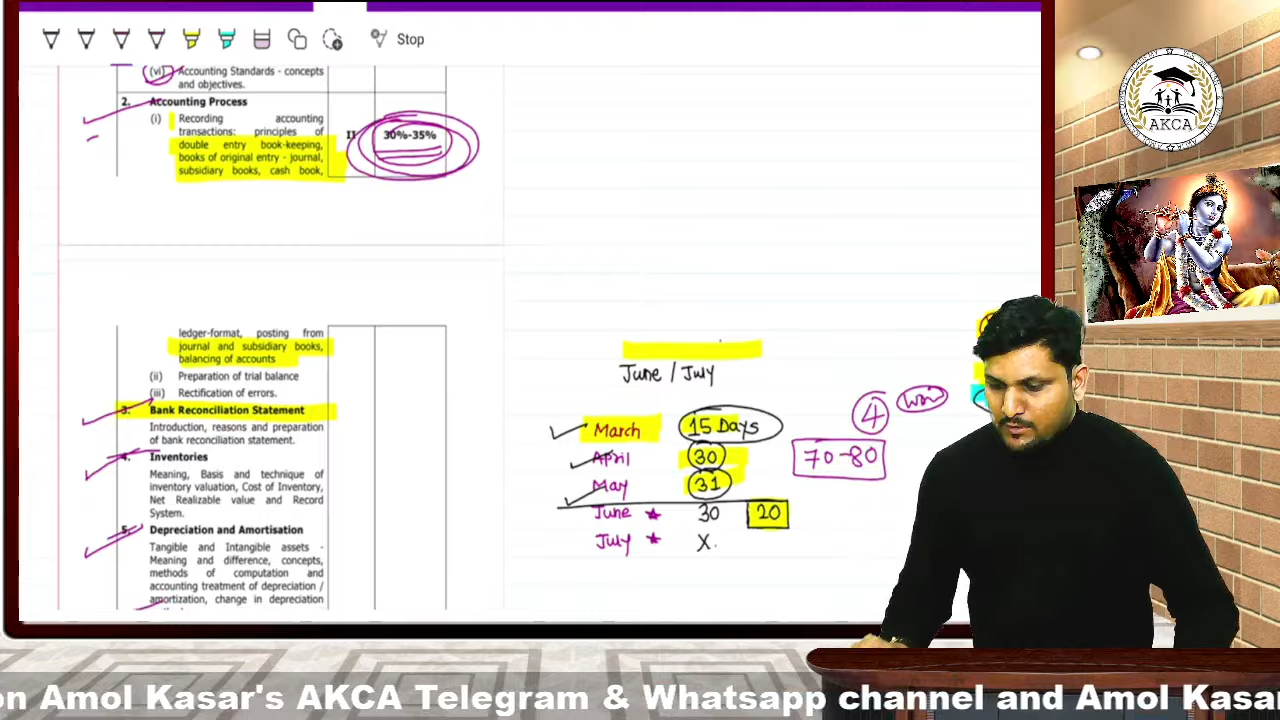 Stop
(vi) Accounting Standards - concepts
and objectives.
2. Accounting Process
(i) Recording accounting
transactions: principles of
double entry book-keeping,
books of original entry - journal,
subsidiary books, cash book,
II 30%-35%
ledger-format, posting from
journal and subsidiary books,
balancing of accounts
(ii) Preparation of trial balance
(iii) Rectification of errors.
3. Bank Reconciliation Statement
Introduction, reasons and preparation
of bank reconciliation statement.
4. Inventories
Meaning, Basis and technique of
inventory valuation, Cost of Inventory,
Net Realizable value and Record
System.
5. Depreciation and Amortisation
Tangible and Intangible assets -
Meaning and difference, concepts,
methods of computation and
accounting treatment of depreciation /
amortization, change in depreciation
June / July
March 15 Days
April 30
May 31
June 30 20
July X.
4
70-80
AKCA
on Amol Kasar's AKCA Telegram & Whatsapp channel and Amol Kasar